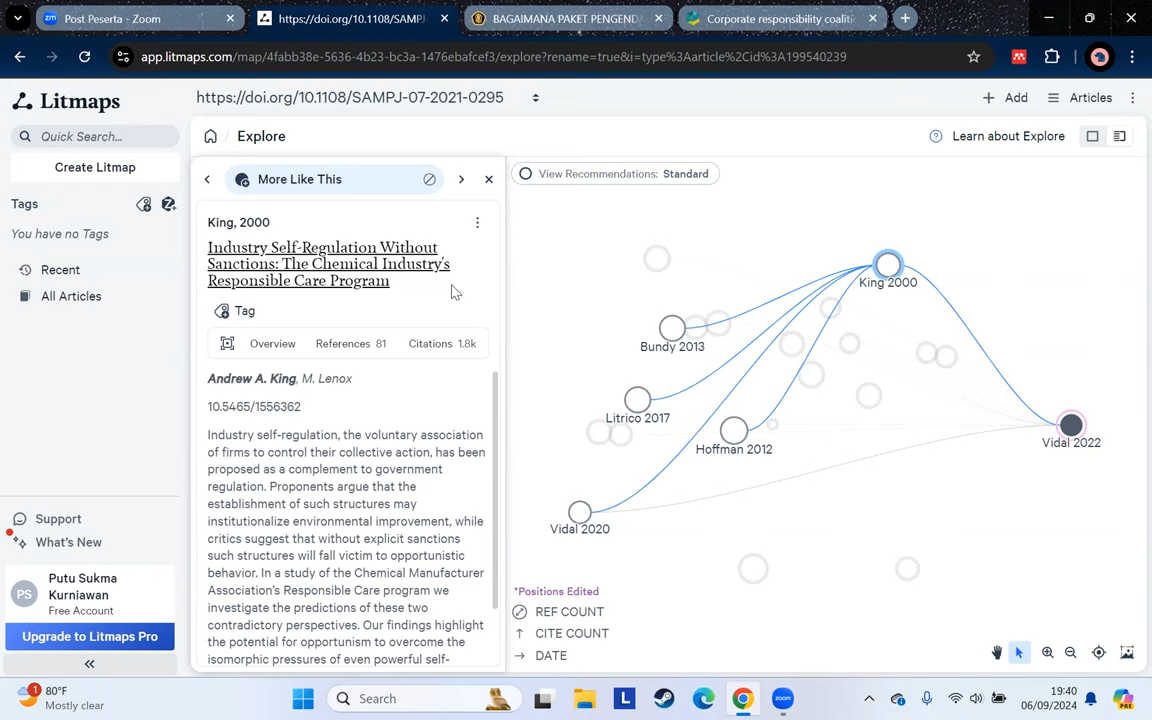 Post Peserta - Zoom
https://doi.org/10.1108/SAMPJ
BAGAIMANA PAKET PENGEND
Corporate responsibility coaliti
app.litmaps.com/map/4fabb38e-5636-4b23-bc3a-1476ebafcef3/explore?rename=true&i=type%3Aarticle%2Cid%3A199540239
Litmaps
https://doi.org/10.1108/SAMPJ-07-2021-0295
Add
Articles
Quick Search...
Create Litmap
Tags
You have no Tags
Recent
All Articles
Support
What's New
PS
Putu Sukma
Kurniawan
Free Account
Upgrade to Litmaps Pro
Explore
Learn about Explore
More Like This
King, 2000
Industry Self-Regulation Without
Sanctions: The Chemical Industry's
Responsible Care Program
Tag
Overview
References 81
Citations 1.8k
Andrew A. King, M. Lenox
10.5465/1556362
Industry self-regulation, the voluntary association
of firms to control their collective action, has been
proposed as a complement to government
regulation. Proponents argue that the
establishment of such structures may
institutionalize environmental improvement, while
critics suggest that without explicit sanctions
such structures will fall victim to opportunistic
behavior. In a study of the Chemical Manufacturer
Association's Responsible Care program we
investigate the predictions of these two
contradictory perspectives. Our findings highlight
the potential for opportunism to overcome the
isomorphic pressures of even powerful self-
View Recommendations: Standard
King 2000
Bundy 2013
Litrico 2017
Hoffman 2012
Vidal 2022
Vidal 2020
*Positions Edited
REF COUNT
CITE COUNT
DATE
1
80°F
Mostly clear
Search
L
19:40
06/09/2024
PRE